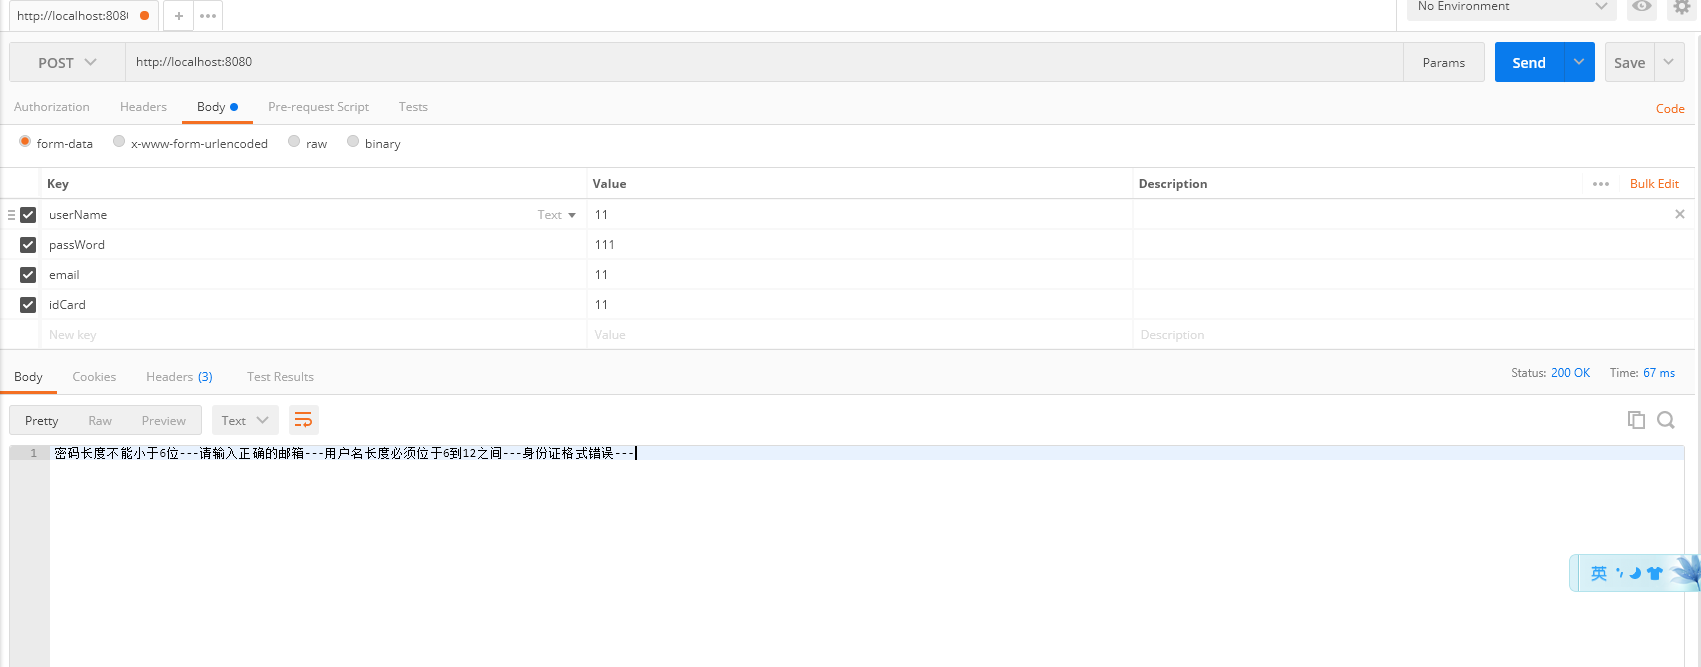 http://localhost:808
No Environment
POST http://localhost:8080 Params Send Save
Authorization Headers Body Pre-request Script Tests Code
form-data x-www-form-urlencoded raw binary
Key Value Description Bulk Edit
userName Text 11
passWord 111
email 11
idCard 11
New key Value Description
Body Cookies Headers (3) Test Results Status: 200 OK Time: 67 ms
Pretty Raw Preview Text
1 密码长度不能小于6位---请输入正确的邮箱---用户名长度必须位于6到12之间---身份证格式错误---
英